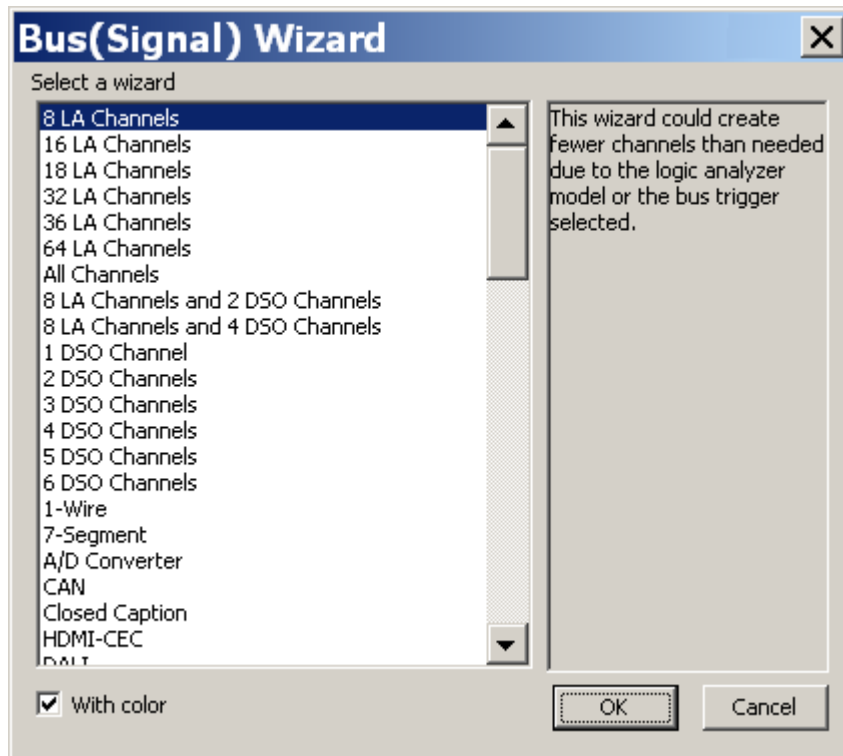 Bus(Signal) Wizard
Select a wizard
8 LA Channels
16 LA Channels
18 LA Channels
32 LA Channels
36 LA Channels
64 LA Channels
All Channels
8 LA Channels and 2 DSO Channels
8 LA Channels and 4 DSO Channels
1 DSO Channel
2 DSO Channels
3 DSO Channels
4 DSO Channels
5 DSO Channels
6 DSO Channels
1-Wire
7-Segment
A/D Converter
CAN
Closed Caption
HDMI-CEC
DALI
This wizard could create
fewer channels than needed
due to the logic analyzer
model or the bus trigger
selected.
With color
OK
Cancel